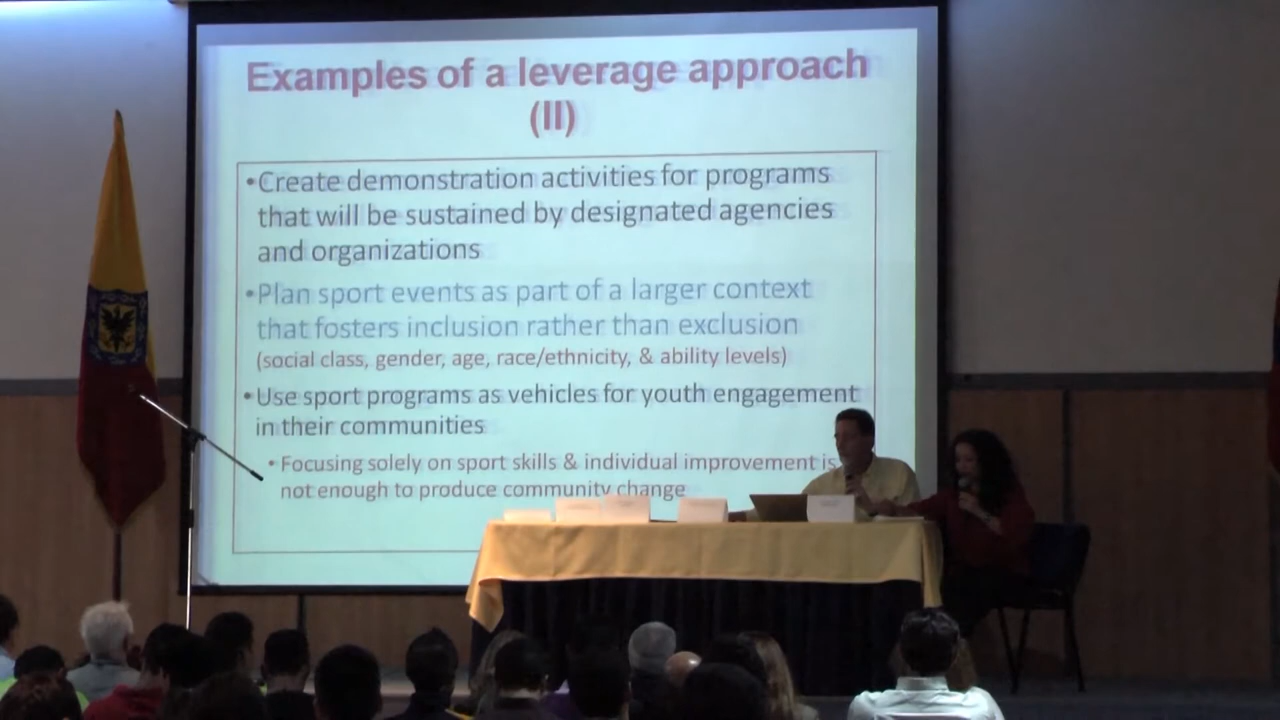 Examples of a leverage approach
(II)
•Create demonstration activities for programs
that will be sustained by designated agencies
and organizations
•Plan sport events as part of a larger context
that fosters inclusion rather than exclusion
(social class, gender, age, race/ethnicity, & ability levels)
•Use sport programs as vehicles for youth engagement
in their communities
•Focusing solely on sport skills & individual improvement is
not enough to produce community change